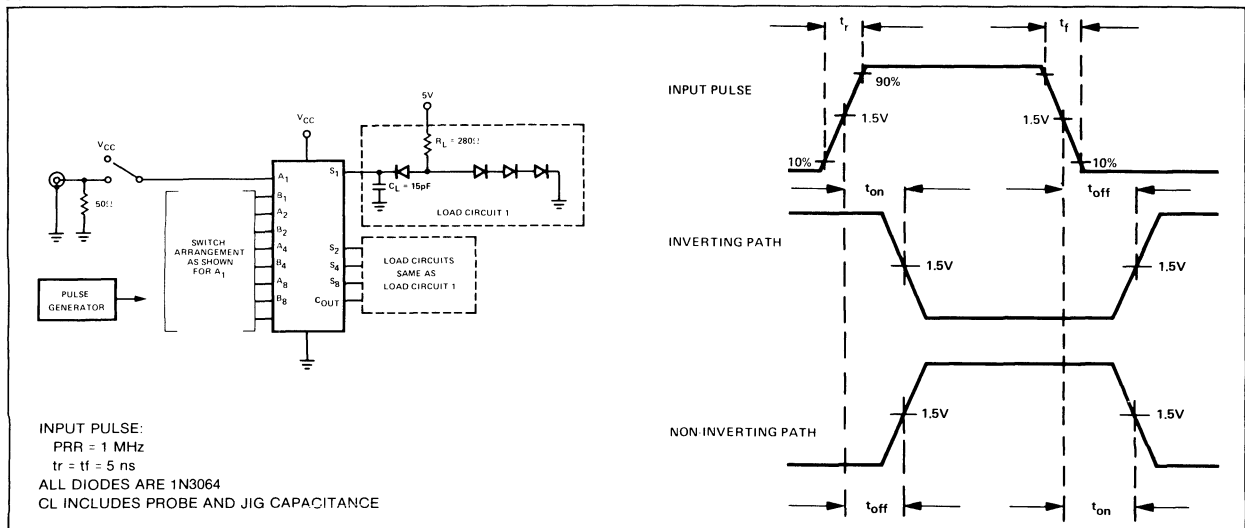 VCC
50Ω
PULSE
GENERATOR
SWITCH
ARRANGEMENT
AS SHOWN
FOR A1
VCC
A1
B1
A2
B2
A4
B4
A8
B8
S1
S2
S4
S8
COUT
5V
RL = 280Ω
CL = 15pF
LOAD CIRCUIT 1
LOAD CIRCUITS
SAME AS
LOAD CIRCUIT 1
INPUT PULSE:
PRR = 1 MHz
tr = tf = 5 ns
ALL DIODES ARE 1N3064
CL INCLUDES PROBE AND JIG CAPACITANCE
tr
tf
INPUT PULSE
90%
1.5V
1.5V
10%
10%
ton
toff
INVERTING PATH
1.5V
1.5V
NON-INVERTING PATH
1.5V
1.5V
toff
ton